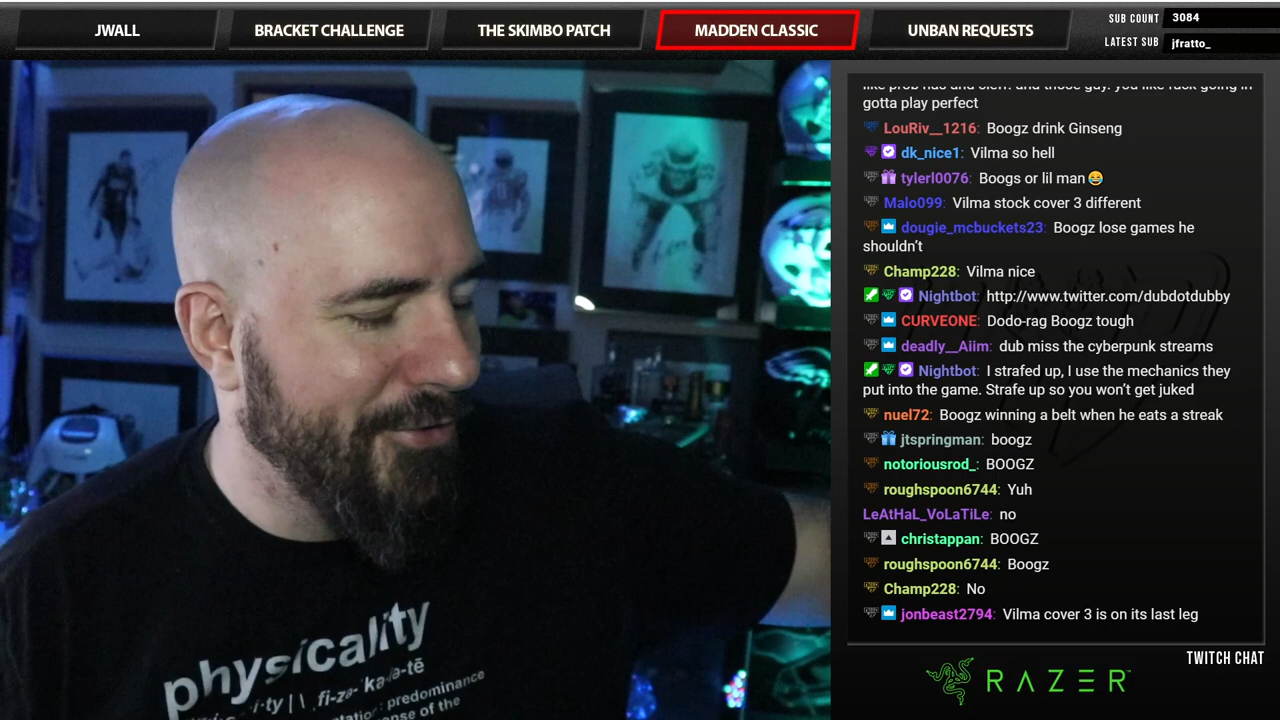 JWALL
BRACKET CHALLENGE
THE SKIMBO PATCH
MADDEN CLASSIC
UNBAN REQUESTS
SUB COUNT 3084
LATEST SUB jfratto_
gotta play perfect
LouRiv__1216: Boogz drink Ginseng
dk_nice1: Vilma so hell
tylerl0076: Boogs or lil man😂
Malo099: Vilma stock cover 3 different
dougie_mcbuckets23: Boogz lose games he
shouldn't
Champ228: Vilma nice
Nightbot: http://www.twitter.com/dubdotdubby
CURVEONE: Dodo-rag Boogz tough
deadly__Aiim: dub miss the cyberpunk streams
Nightbot: I strafed up, I use the mechanics they
put into the game. Strafe up so you won't get juked
nuel72: Boogz winning a belt when he eats a streak
jtspringman: boogz
notoriousrod_: BOOGZ
roughspoon6744: Yuh
LeAtHaL_VoLaTiLe: no
christappan: BOOGZ
roughspoon6744: Boogz
Champ228: No
jonbeast2794: Vilma cover 3 is on its last leg
TWITCH CHAT
RAZER
physicality
predominance